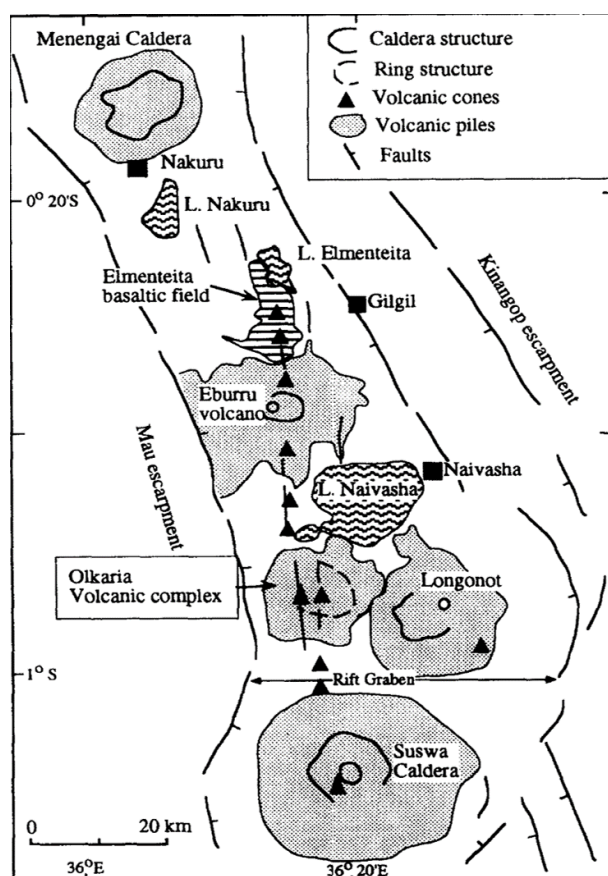 Menengai Caldera
Caldera structure
Ring structure
Volcanic cones
Volcanic piles
Faults
Nakuru
0° 20'S
L. Nakuru
L. Elmenteita
Elmenteita
basaltic field
Gilgil
Kinangop escarpment
Eburru
volcano
Mau escarpment
Naivasha
L. Naivasha
Olkaria
Volcanic complex
Longonot
1° S
Rift Graben
Suswa
Caldera
0 20 km
36°E
36° 20'E